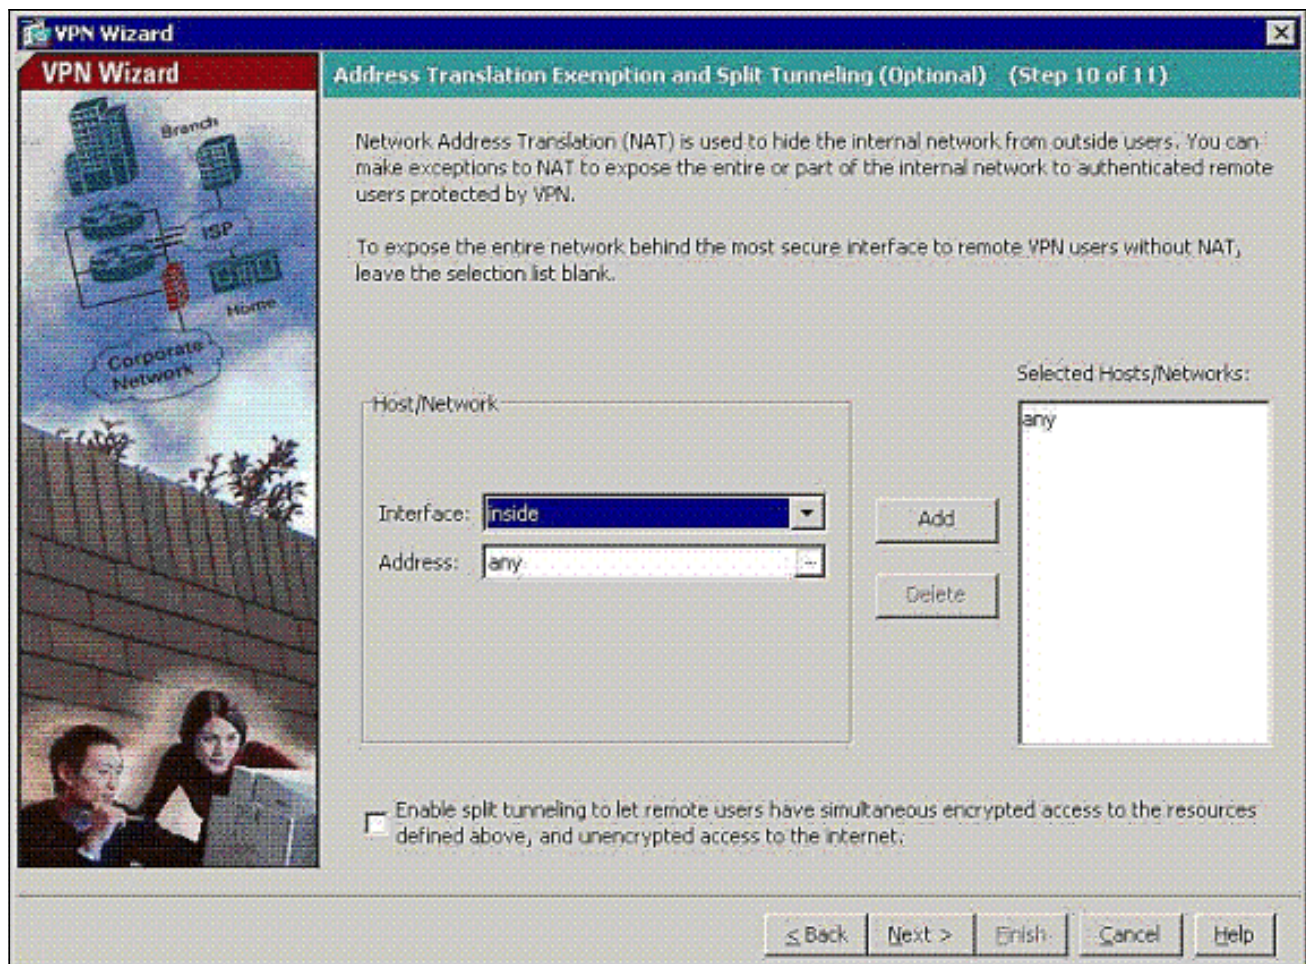 VPN Wizard
VPN Wizard
Address Translation Exemption and Split Tunneling (Optional) (Step 10 of 11)
Branch
ISP
Home
Corporate
Network
Network Address Translation (NAT) is used to hide the internal network from outside users. You can
make exceptions to NAT to expose the entire or part of the internal network to authenticated remote
users protected by VPN.
To expose the entire network behind the most secure interface to remote VPN users without NAT,
leave the selection list blank.
Selected Hosts/Networks:
Host/Network
any
Interface: inside
Add
Address: any ...
Delete
Enable split tunneling to let remote users have simultaneous encrypted access to the resources
defined above, and unencrypted access to the internet.
< Back Next > Finish Cancel Help